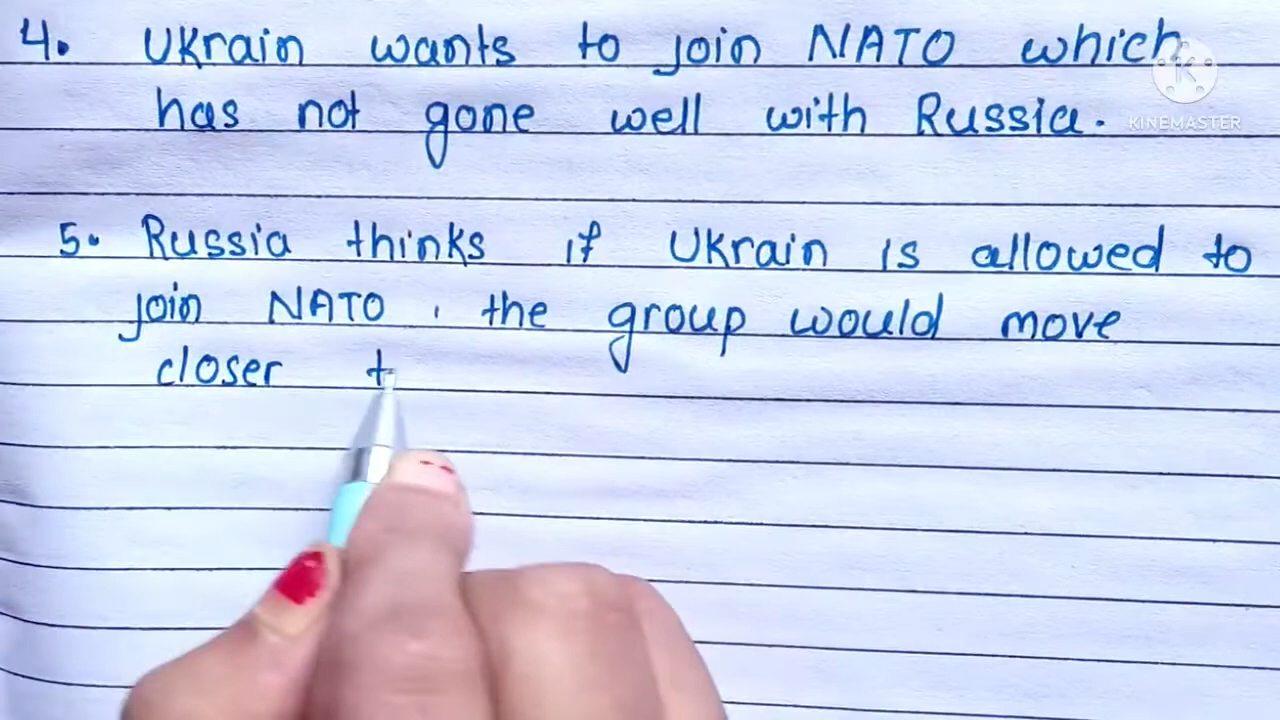 4. Ukrain wants to join NATO which
has not gone well with Russia.
KINEMASTER
5. Russia thinks if Ukrain is allowed to
join NATO, the group would move
closer t